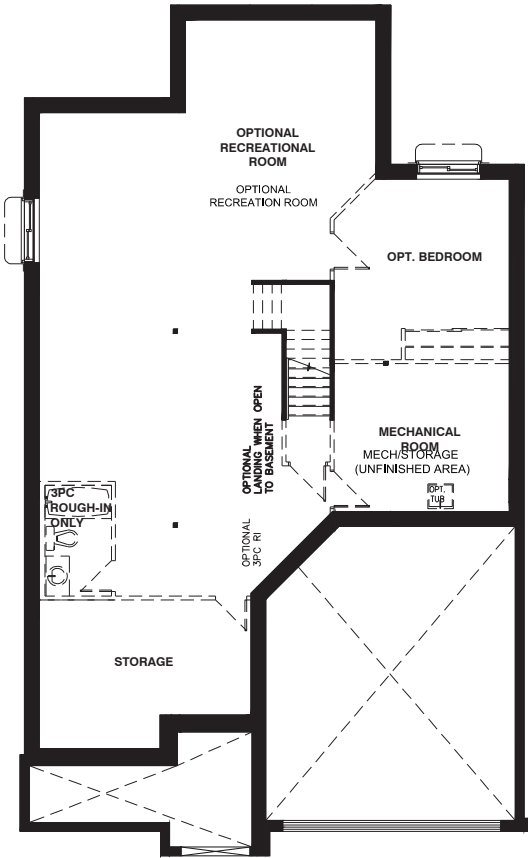 OPTIONAL
RECREATIONAL
ROOM
OPTIONAL
RECREATION ROOM
OPT. BEDROOM
OPTIONAL
LANDING WHEN OPEN
TO BASEMENT
MECHANICAL
ROOM
MECH/STORAGE
(UNFINISHED AREA)
OPT.
TUB
3PC
ROUGH-IN
ONLY
OPTIONAL
3PC RI
STORAGE